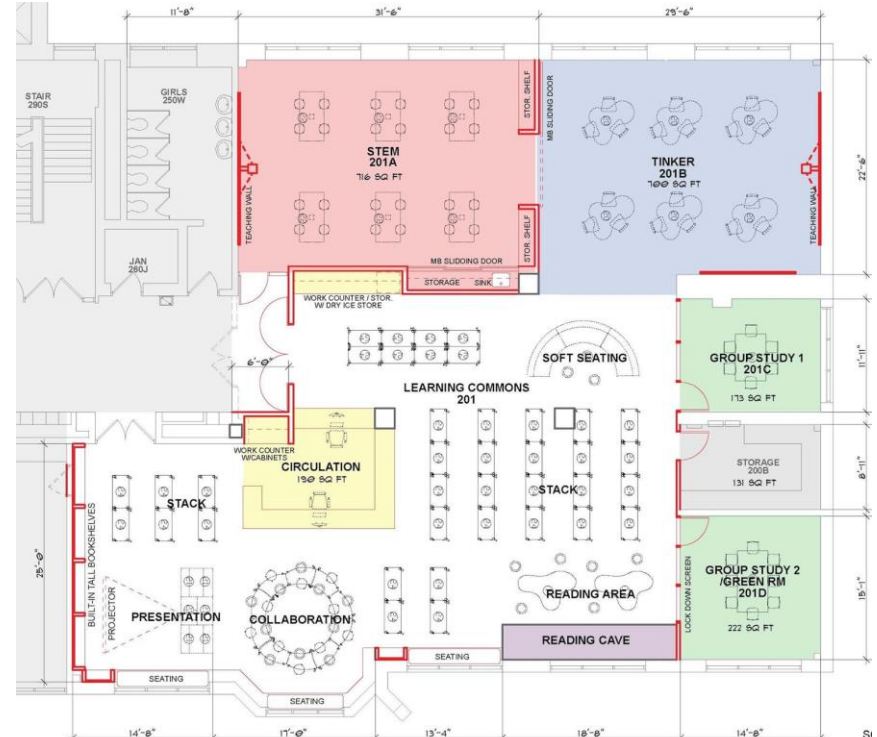 11'-8"
31'-6"
29'-6"
STAIR
290S
GIRLS
250W
JAN
280J
TEACHING WALL
STEM
201A
716 SQ FT
STOR. SHELF
STOR. SHELF
MB SLIDING DOOR
MB SLIDDING DOOR
STORAGE
SINK
TINKER
201B
700 SQ FT
TEACHING WALL
22'-6"
WORK COUNTER / STOR.
W/ DRY ICE STORE
6'-0"
SOFT SEATING
LEARNING COMMONS
201
GROUP STUDY 1
201C
173 SQ FT
11'-11"
WORK COUNTER
W/CABINETS
CIRCULATION
190 SQ FT
STACK
STACK
STORAGE
200B
131 SQ FT
8'-11"
25'-0"
BUILT-IN TALL BOOKSHELVES
PROJECTOR
PRESENTATION
COLLABORATION
READING AREA
READING CAVE
LOCK DOWN SCREEN
GROUP STUDY 2
/GREEN RM
201D
222 SQ FT
15'-1"
SEATING
SEATING
SEATING
14'-8"
17'-0"
13'-4"
18'-8"
14'-8"